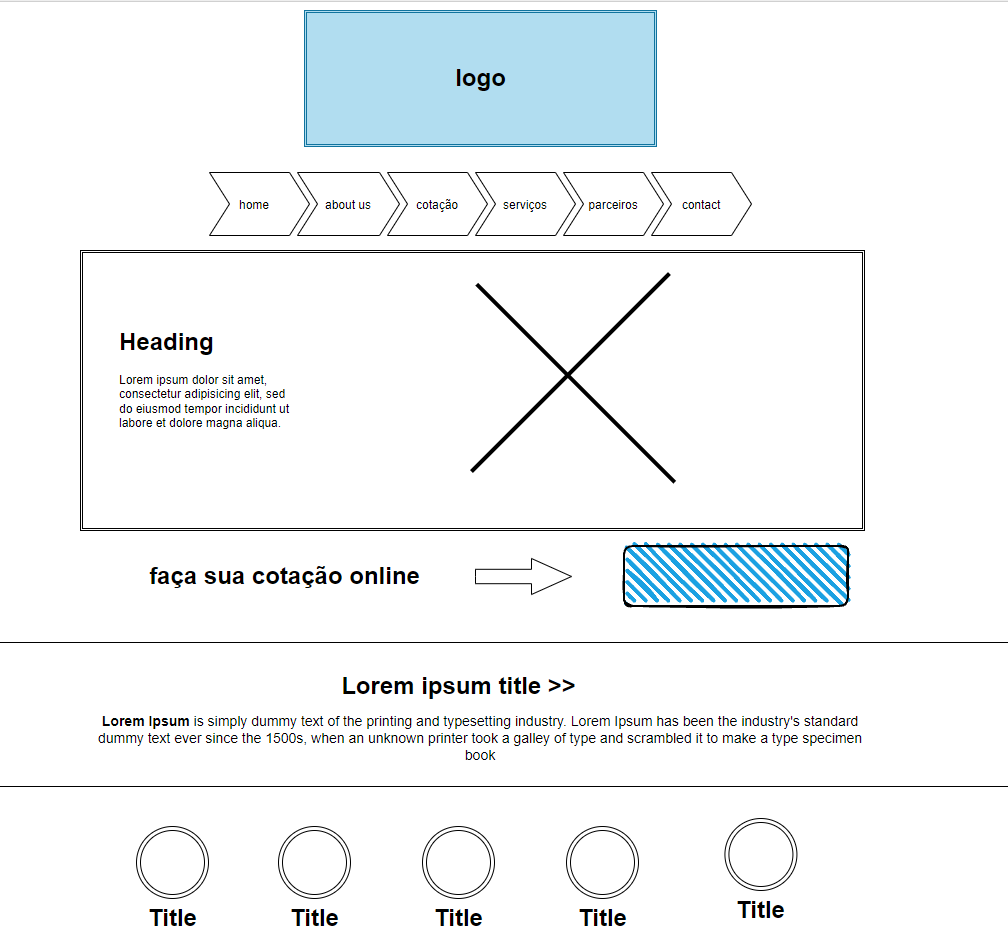 logo
home about us cotação serviços parceiros contact
Heading
Lorem ipsum dolor sit amet,
consectetur adipisicing elit, sed
do eiusmod tempor incididunt ut
labore et dolore magna aliqua.
faça sua cotação online
Lorem ipsum title >>
Lorem Ipsum is simply dummy text of the printing and typesetting industry. Lorem Ipsum has been the industry's standard
dummy text ever since the 1500s, when an unknown printer took a galley of type and scrambled it to make a type specimen
book
Title Title Title Title Title